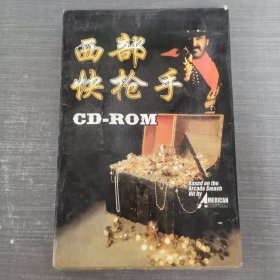 西部
快枪手
CD-ROM
Based on the
Arcade Smash
Hit by
AMERICAN